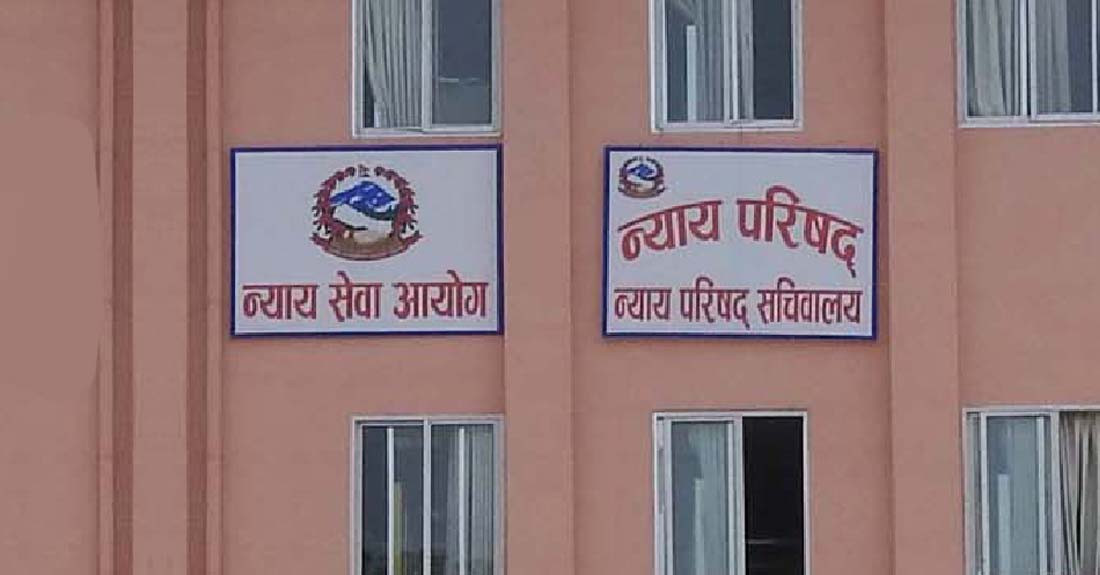 न्याय सेवा आयोग
न्याय परिषद्
न्याय परिषद् सचिवालय